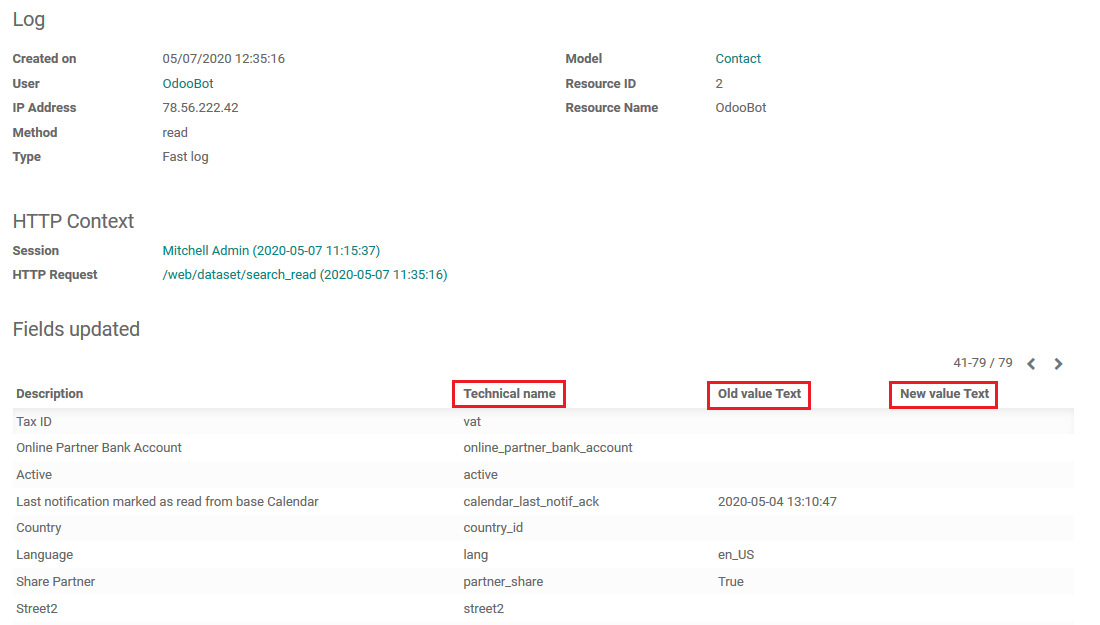 Log
Created on 05/07/2020 12:35:16 Model Contact
User OdooBot Resource ID 2
IP Address 78.56.222.42 Resource Name OdooBot
Method read
Type Fast log
HTTP Context
Session Mitchell Admin (2020-05-07 11:15:37)
HTTP Request /web/dataset/search_read (2020-05-07 11:35:16)
Fields updated
41-79 / 79
Description Technical name Old value Text New value Text
Tax ID vat
Online Partner Bank Account online_partner_bank_account
Active active
Last notification marked as read from base Calendar calendar_last_notif_ack 2020-05-04 13:10:47
Country country_id
Language lang en_US
Share Partner partner_share True
Street2 street2